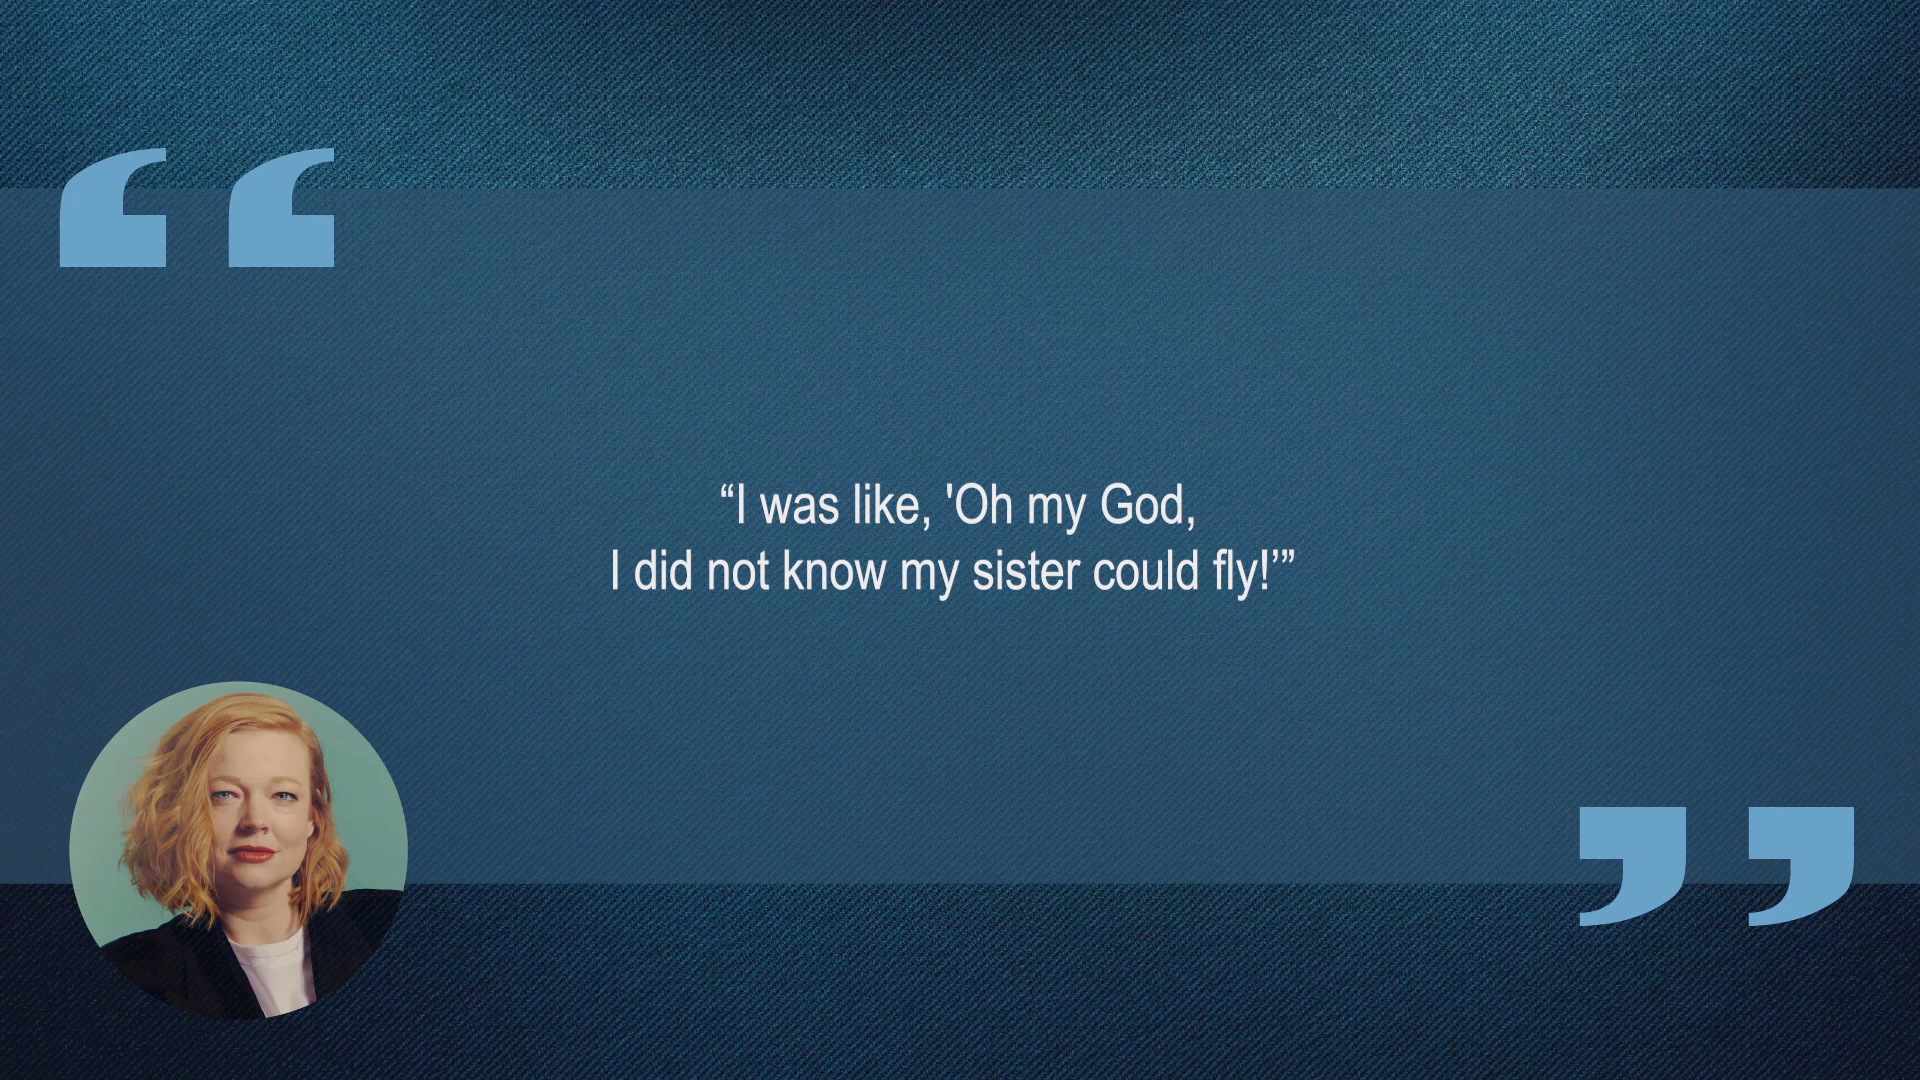 “I was like, 'Oh my God,
I did not know my sister could fly!’”